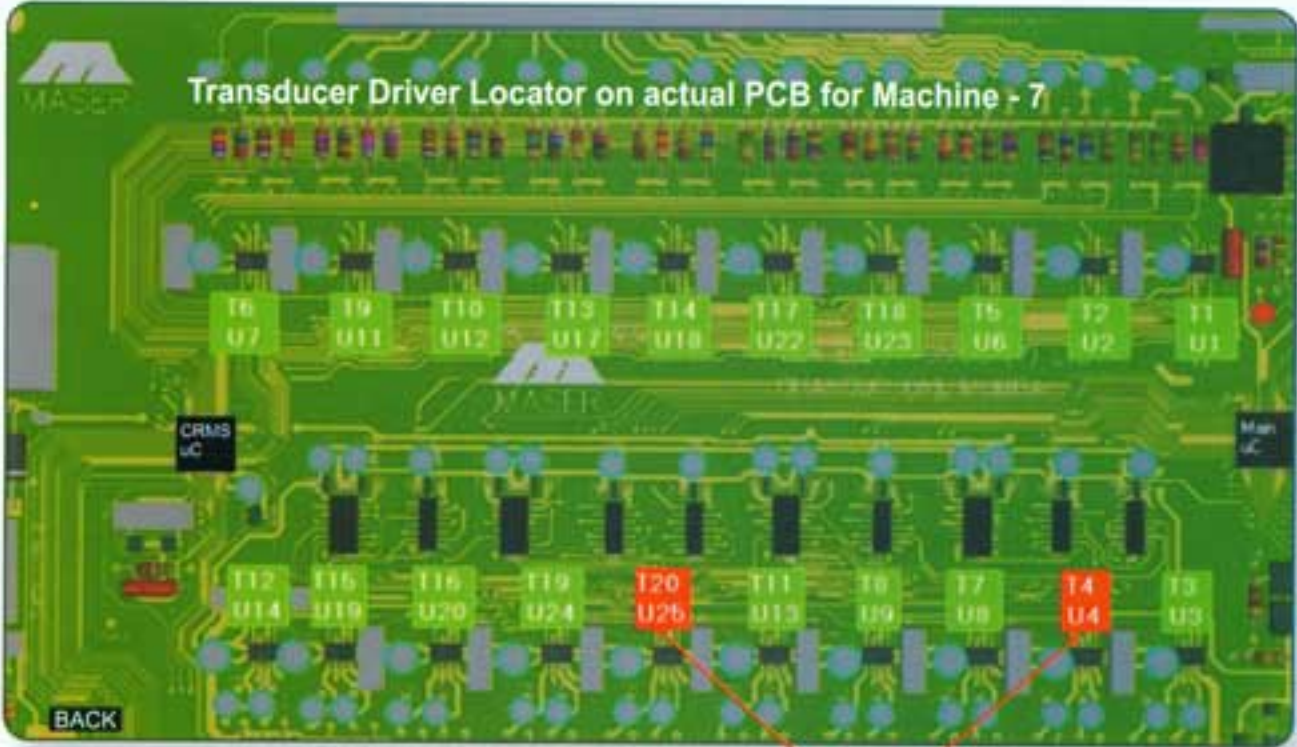 MASER
Transducer Driver Locator on actual PCB for Machine - 7
T6
U7
T9
U11
T10
U12
T13
U17
T14
U18
T17
U22
T18
U23
T5
U6
T2
U2
T1
U1
MASER
CRMS
uC
Main
uC
T12
U14
T15
U19
T16
U20
T19
U24
T20
U25
T11
U13
T8
U9
T7
U8
T4
U4
T3
U3
BACK